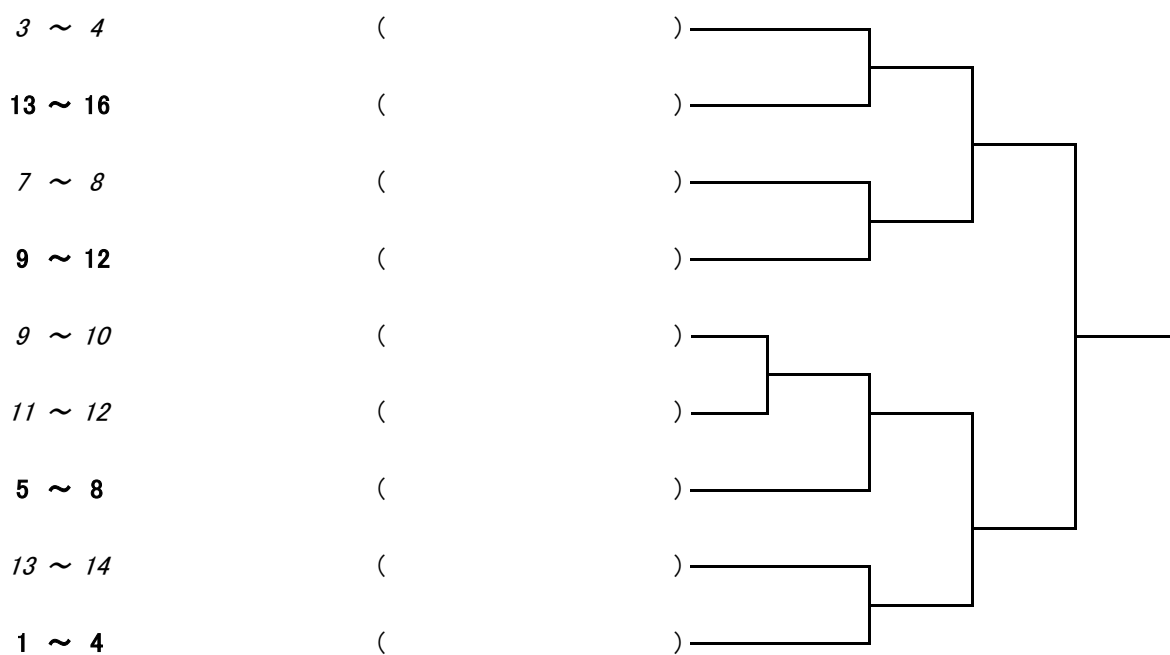 3 ～ 4 ( )
13 ～ 16 ( )
7 ～ 8 ( )
9 ～ 12 ( )
9 ～ 10 ( )
11 ～ 12 ( )
5 ～ 8 ( )
13 ～ 14 ( )
1 ～ 4 ( )